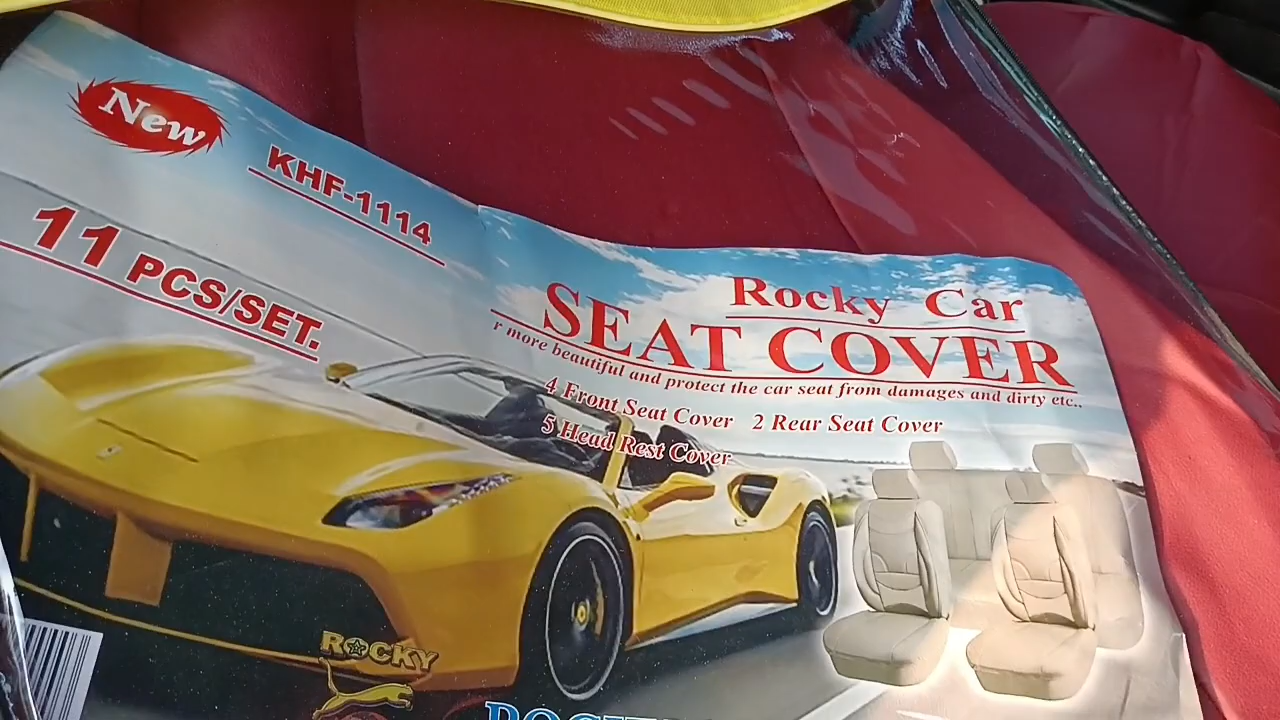 New
KHF-1114
11 PCS/SET.
Rocky Car
SEAT COVER
r more beautiful and protect the car seat from damages and dirty etc.,
4 Front Seat Cover 2 Rear Seat Cover
5 Head Rest Cover
ROCKY